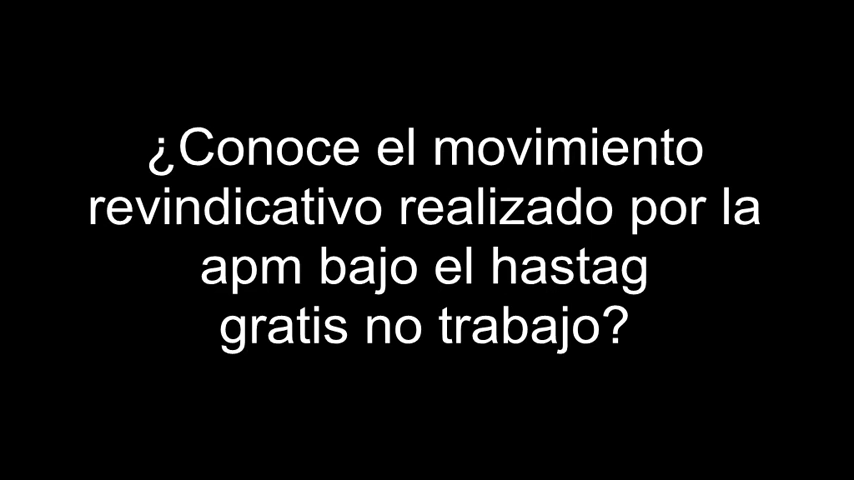 ¿Conoce el movimiento
revindicativo realizado por la
apm bajo el hastag
gratis no trabajo?